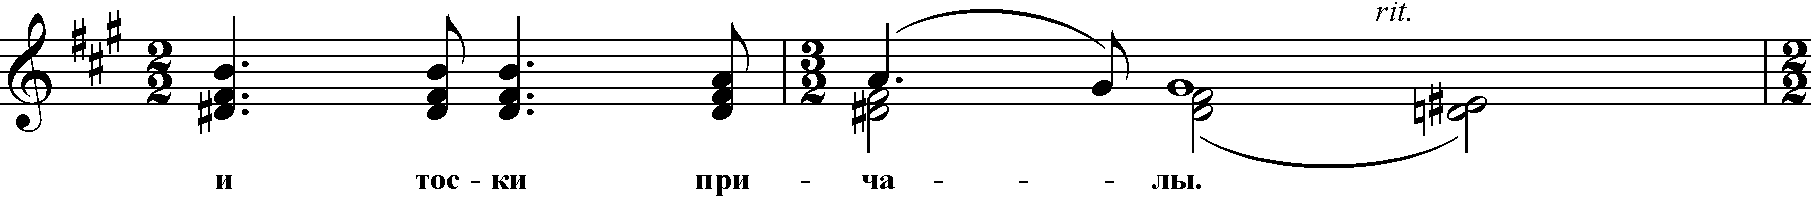 rit.
и тос - ки при - ча - - лы.